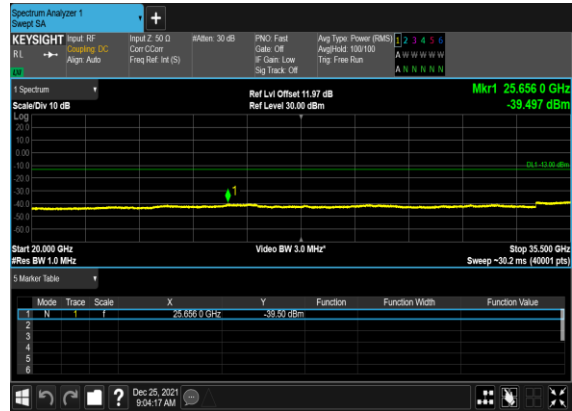 Spectrum Analyzer 1
Swept SA
+
KEYSIGHT Input: RF Input Z: 50 Ω #Atten: 30 dB PNO: Fast Avg Type: Power (RMS) 1 2 3 4 5 6
RL Coupling: DC Corr CCorr Gate: Off Avg|Hold: 100/100 A W W W W W
Align: Auto Freq Ref: Int (S) IF Gain: Low Trig: Free Run
Sig Track: Off A N N N N N
1 Spectrum Ref Lvl Offset 11.97 dB Mkr1 25.656 0 GHz
Scale/Div 10 dB Ref Level 30.00 dBm -39.497 dBm
Log
20.0
10.0
0.00
-10.0 DL1 -13.00 dBm
-20.0
-30.0
-40.0 1
-50.0
-60.0
Start 20.000 GHz Video BW 3.0 MHz* Stop 35.500 GHz
#Res BW 1.0 MHz Sweep ~30.2 ms (40001 pts)
5 Marker Table
Mode Trace Scale X Y Function Function Width Function Value
1 N 1 f 25.656 0 GHz -39.50 dBm
2
3
4
5
6
? Dec 25, 2021
9:04:17 AM